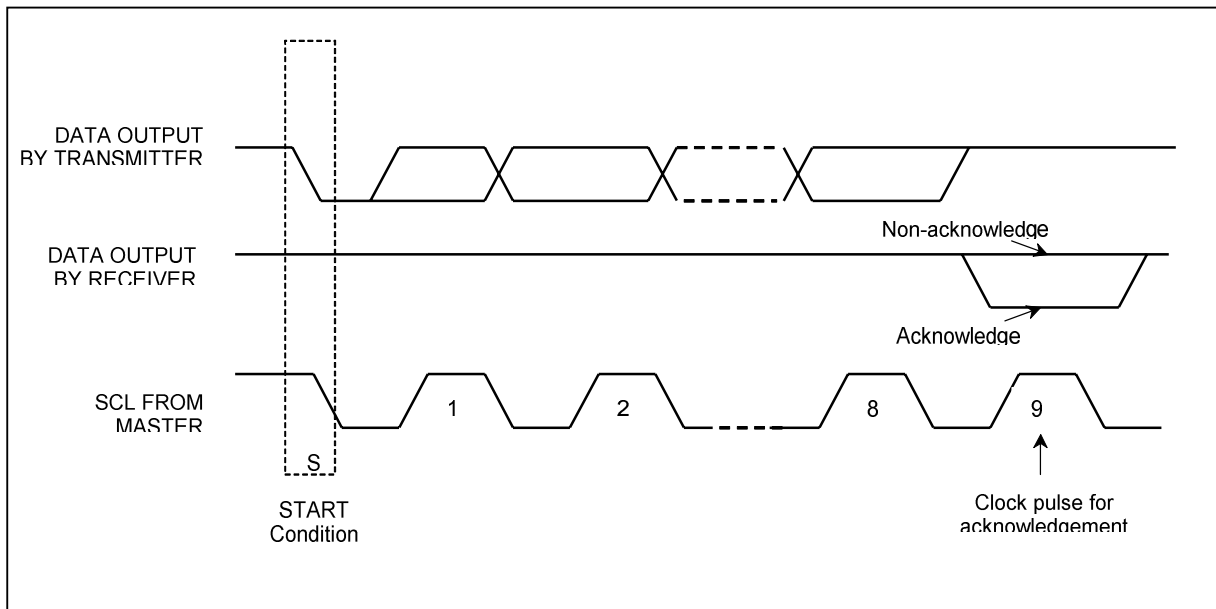 DATA OUTPUT
BY TRANSMITTER
Non-acknowledge
DATA OUTPUT
BY RECEIVER
Acknowledge
SCL FROM
MASTER
1
2
8
9
S
START
Condition
Clock pulse for
acknowledgement